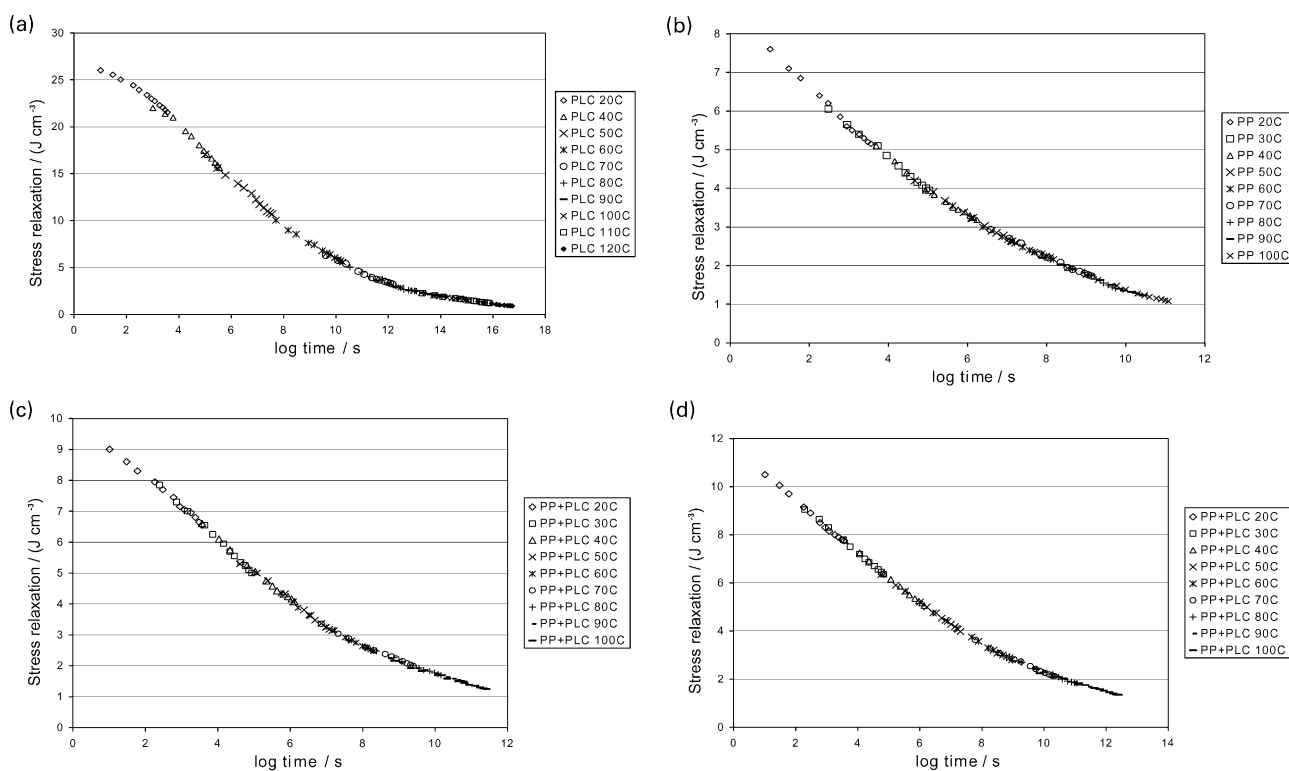 (a)
Stress relaxation / (J cm⁻³)
30
25
20
15
10
5
0
0 2 4 6 8 10 12 14 16 18
log time / s
PLC 20C
PLC 40C
PLC 50C
PLC 60C
PLC 70C
PLC 80C
PLC 90C
PLC 100C
PLC 110C
PLC 120C
(b)
Stress relaxation / (J cm⁻³)
8
7
6
5
4
3
2
1
0
0 2 4 6 8 10 12
log time / s
PP 20C
PP 30C
PP 40C
PP 50C
PP 60C
PP 70C
PP 80C
PP 90C
PP 100C
(c)
Stress relaxation / (J cm⁻³)
10
9
8
7
6
5
4
3
2
1
0
0 2 4 6 8 10 12
log time / s
PP+PLC 20C
PP+PLC 30C
PP+PLC 40C
PP+PLC 50C
PP+PLC 60C
PP+PLC 70C
PP+PLC 80C
PP+PLC 90C
PP+PLC 100C
(d)
Stress relaxation / (J cm⁻³)
12
10
8
6
4
2
0
0 2 4 6 8 10 12 14
log time / s
PP+PLC 20C
PP+PLC 30C
PP+PLC 40C
PP+PLC 50C
PP+PLC 60C
PP+PLC 70C
PP+PLC 80C
PP+PLC 90C
PP+PLC 100C